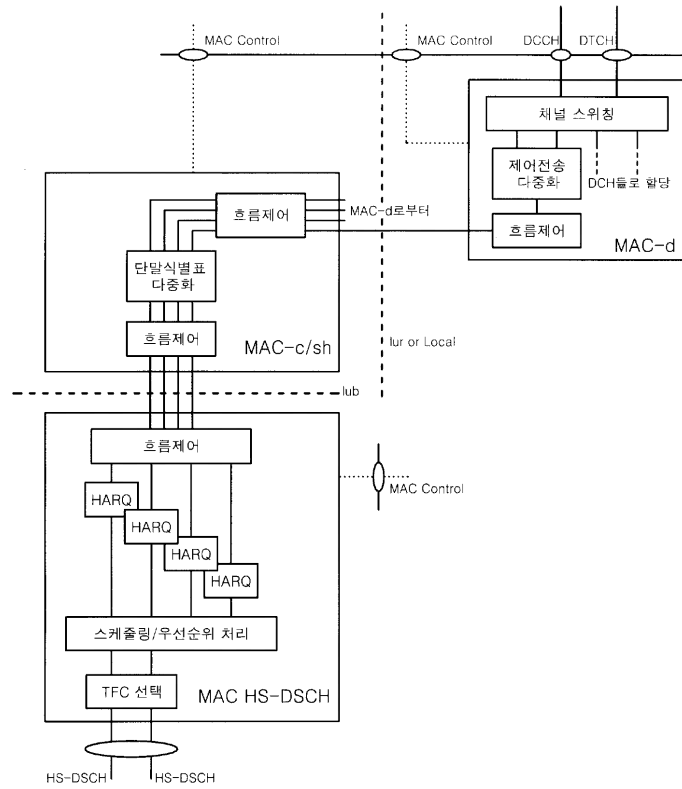 MAC Control
MAC Control
DCCH
DTCH
채널 스위칭
제어전송
다중화
DCH들로 할당
흐름제어
MAC-d
흐름제어
MAC-d로부터
단말식별표
다중화
흐름제어
MAC-c/sh
Iur or Local
Iub
흐름제어
HARQ
HARQ
HARQ
HARQ
MAC Control
스케줄링/우선순위 처리
TFC 선택
MAC HS-DSCH
HS-DSCH
HS-DSCH